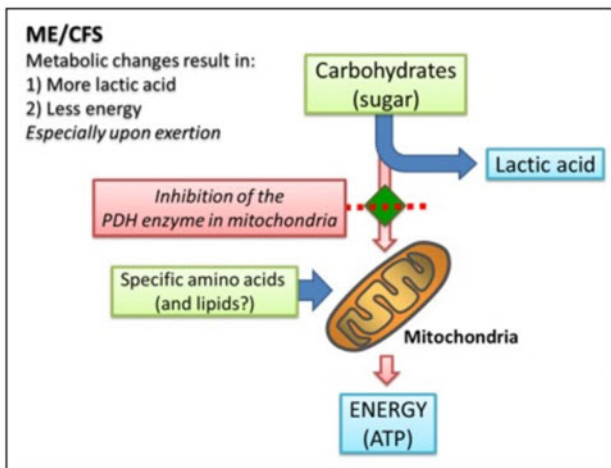 ME/CFS
Metabolic changes result in:
1) More lactic acid
2) Less energy
Especially upon exertion
Carbohydrates
(sugar)
Lactic acid
Inhibition of the
PDH enzyme in mitochondria
Specific amino acids
(and lipids?)
Mitochondria
ENERGY
(ATP)